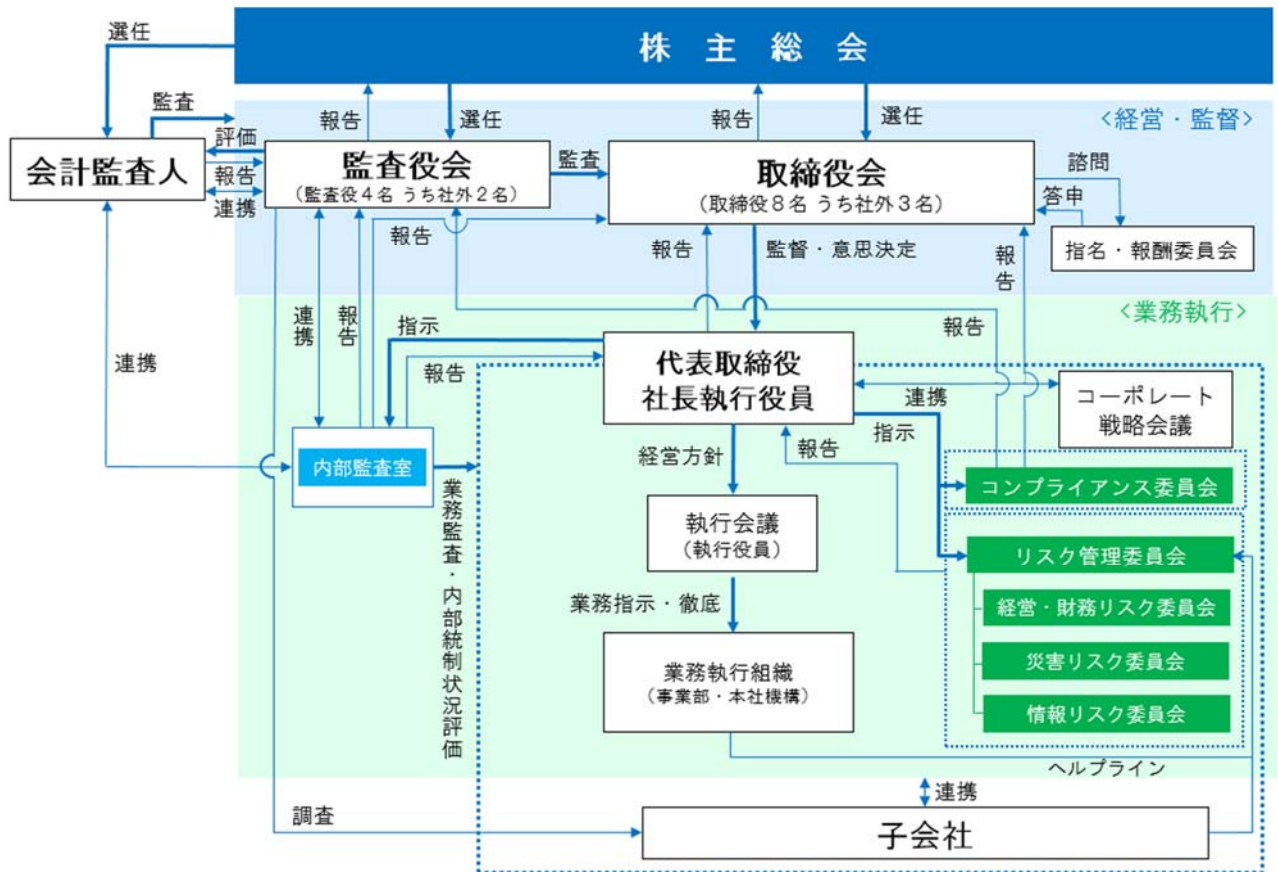 選任
株主総会
監査
報告
選任
報告
選任
<経営・監督>
会計監査人
評価
報告
連携
監査役会
(監査役4名 うち社外2名)
監査
取締役会
(取締役8名 うち社外3名)
諮問
答申
指名・報酬委員会
報告
報告
監督・意思決定
報告
連携
連携
報告
指示
報告
報告
<業務執行>
代表取締役
社長執行役員
連携
指示
コーポレート
戦略会議
内部監査室
経営方針
報告
コンプライアンス委員会
業務監査・内部統制状況評価
執行会議
(執行役員)
リスク管理委員会
業務指示・徹底
経営・財務リスク委員会
業務執行組織
(事業部・本社機構)
災害リスク委員会
情報リスク委員会
ヘルプライン
連携
調査
子会社